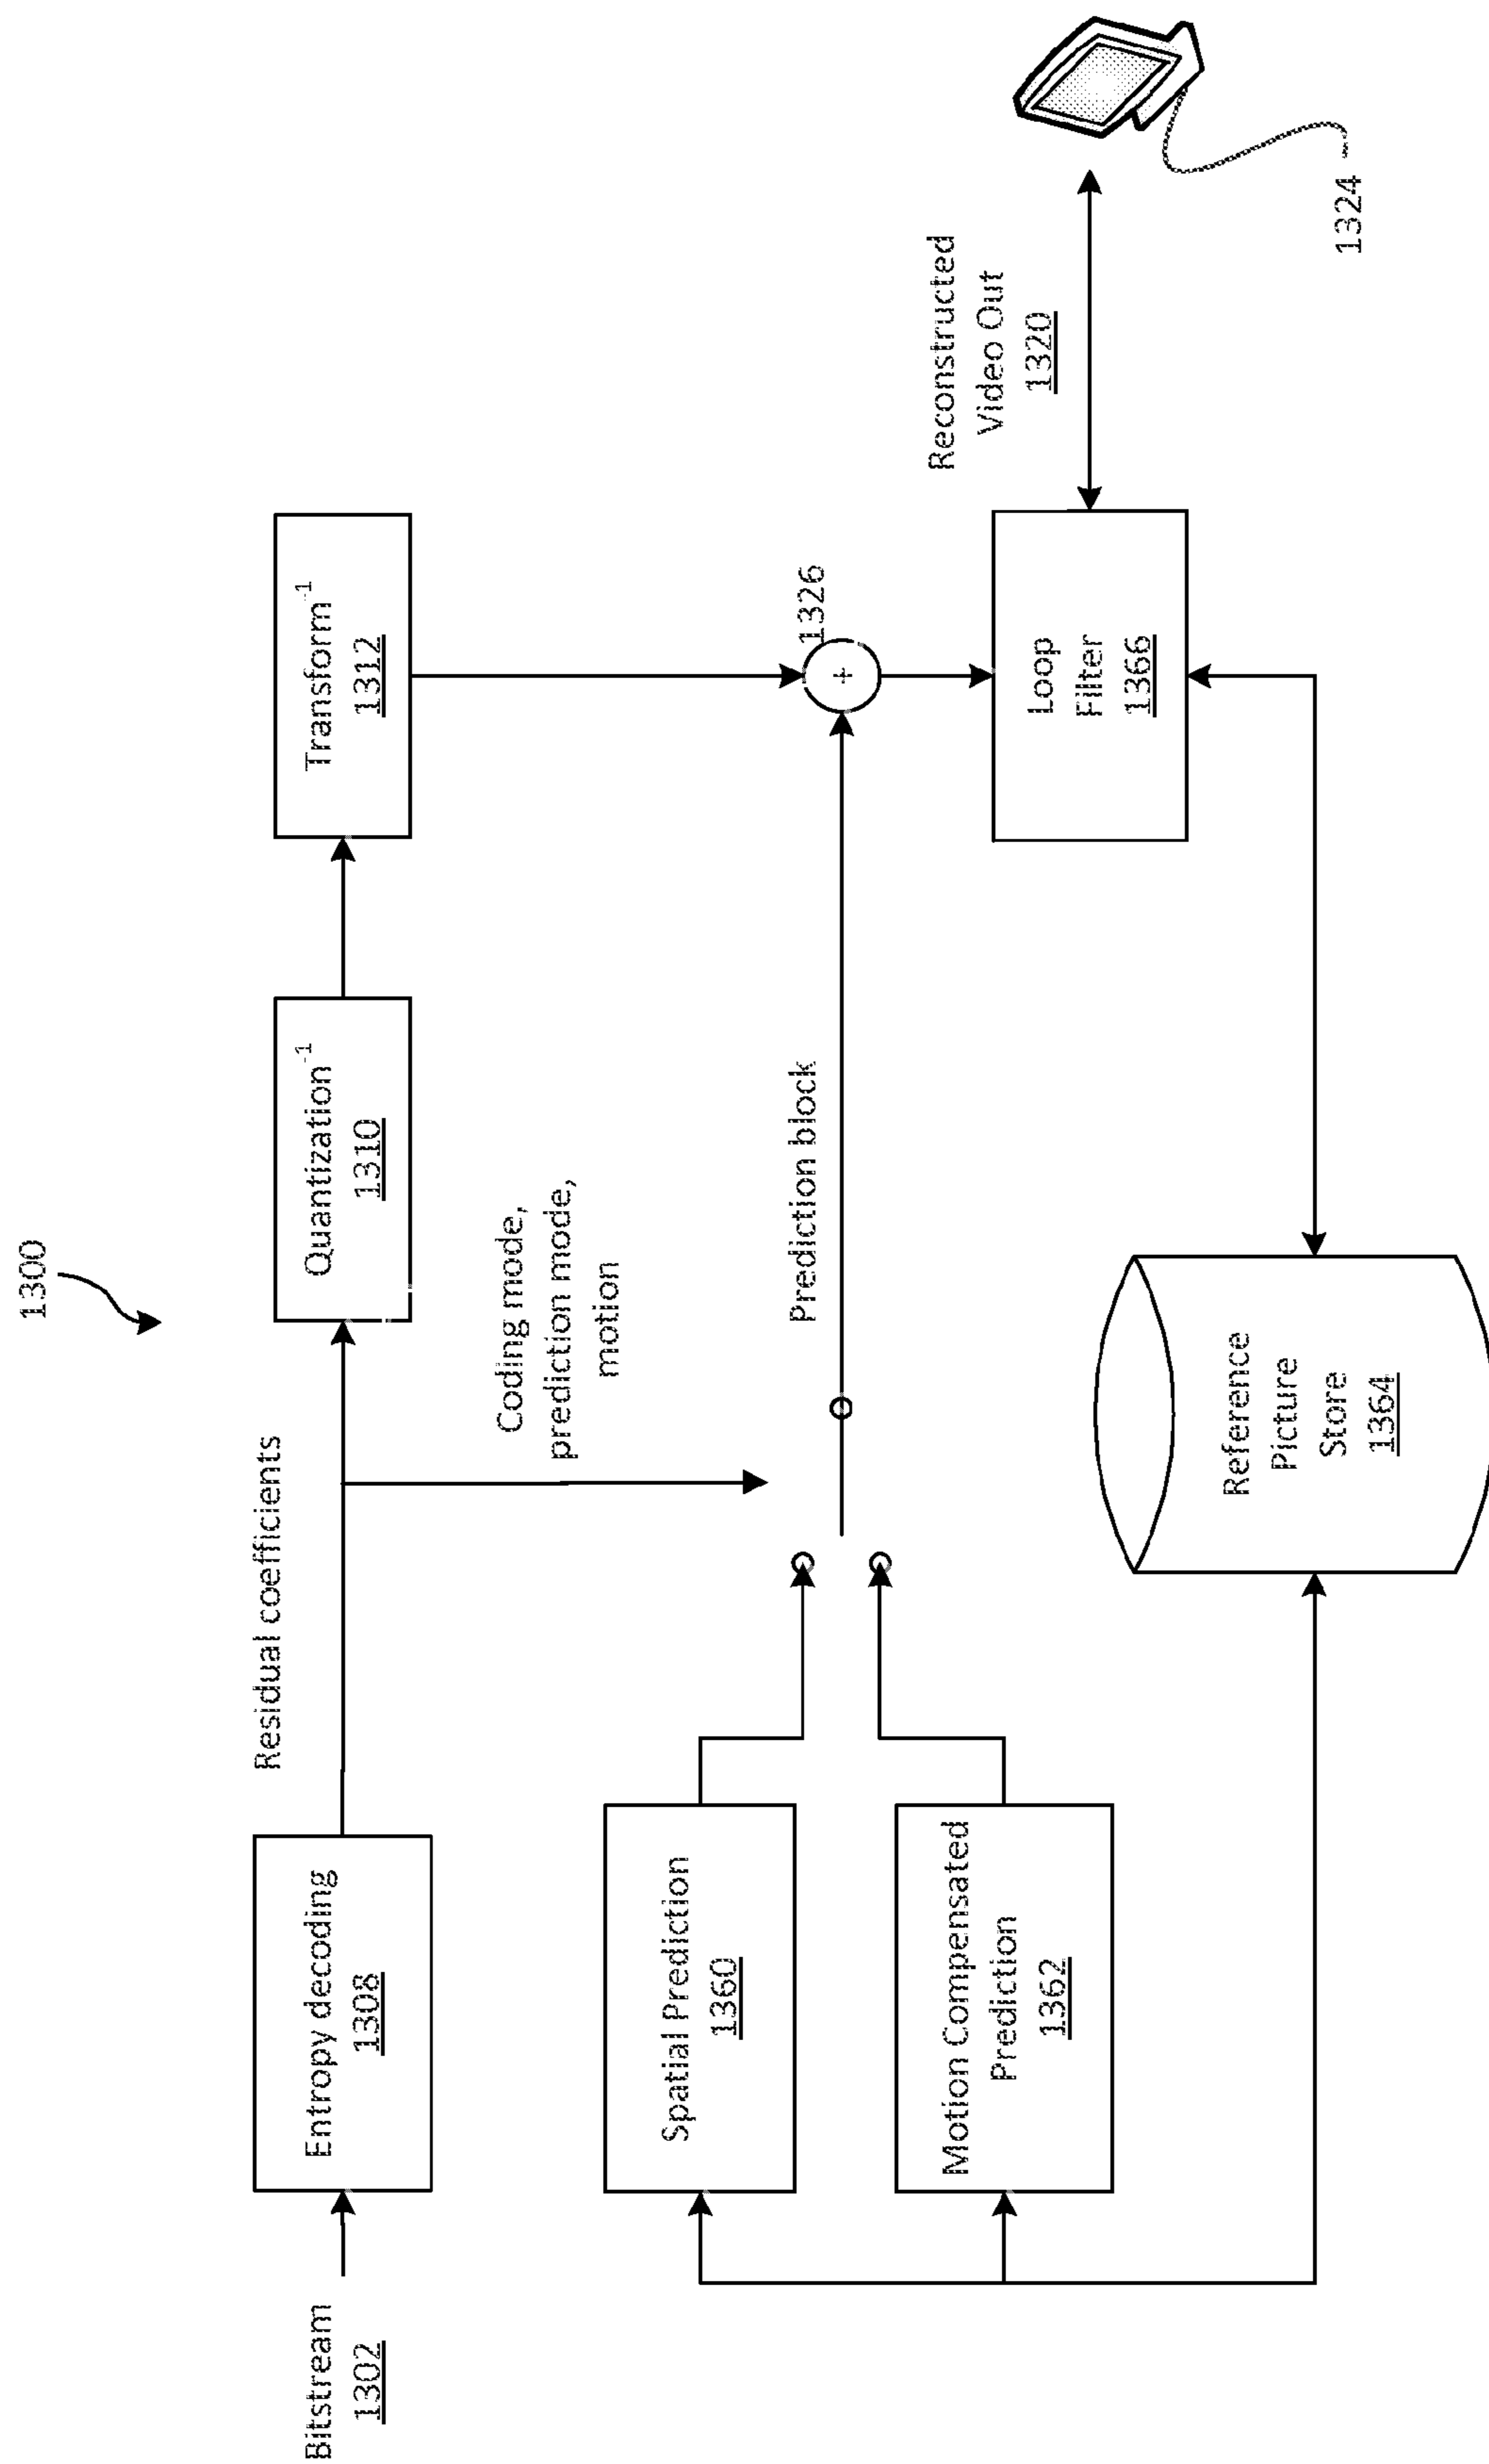 1300
Bitstream
1302
Entropy decoding
1308
Residual coefficients
Quantization⁻¹
1310
Transform⁻¹
1312
Coding mode,
prediction mode,
motion
Spatial Prediction
1360
Motion Compensated
Prediction
1362
Prediction block
+
1326
Reference
Picture
Store
1364
Loop
Filter
1366
Reconstructed
Video Out
1320
1324